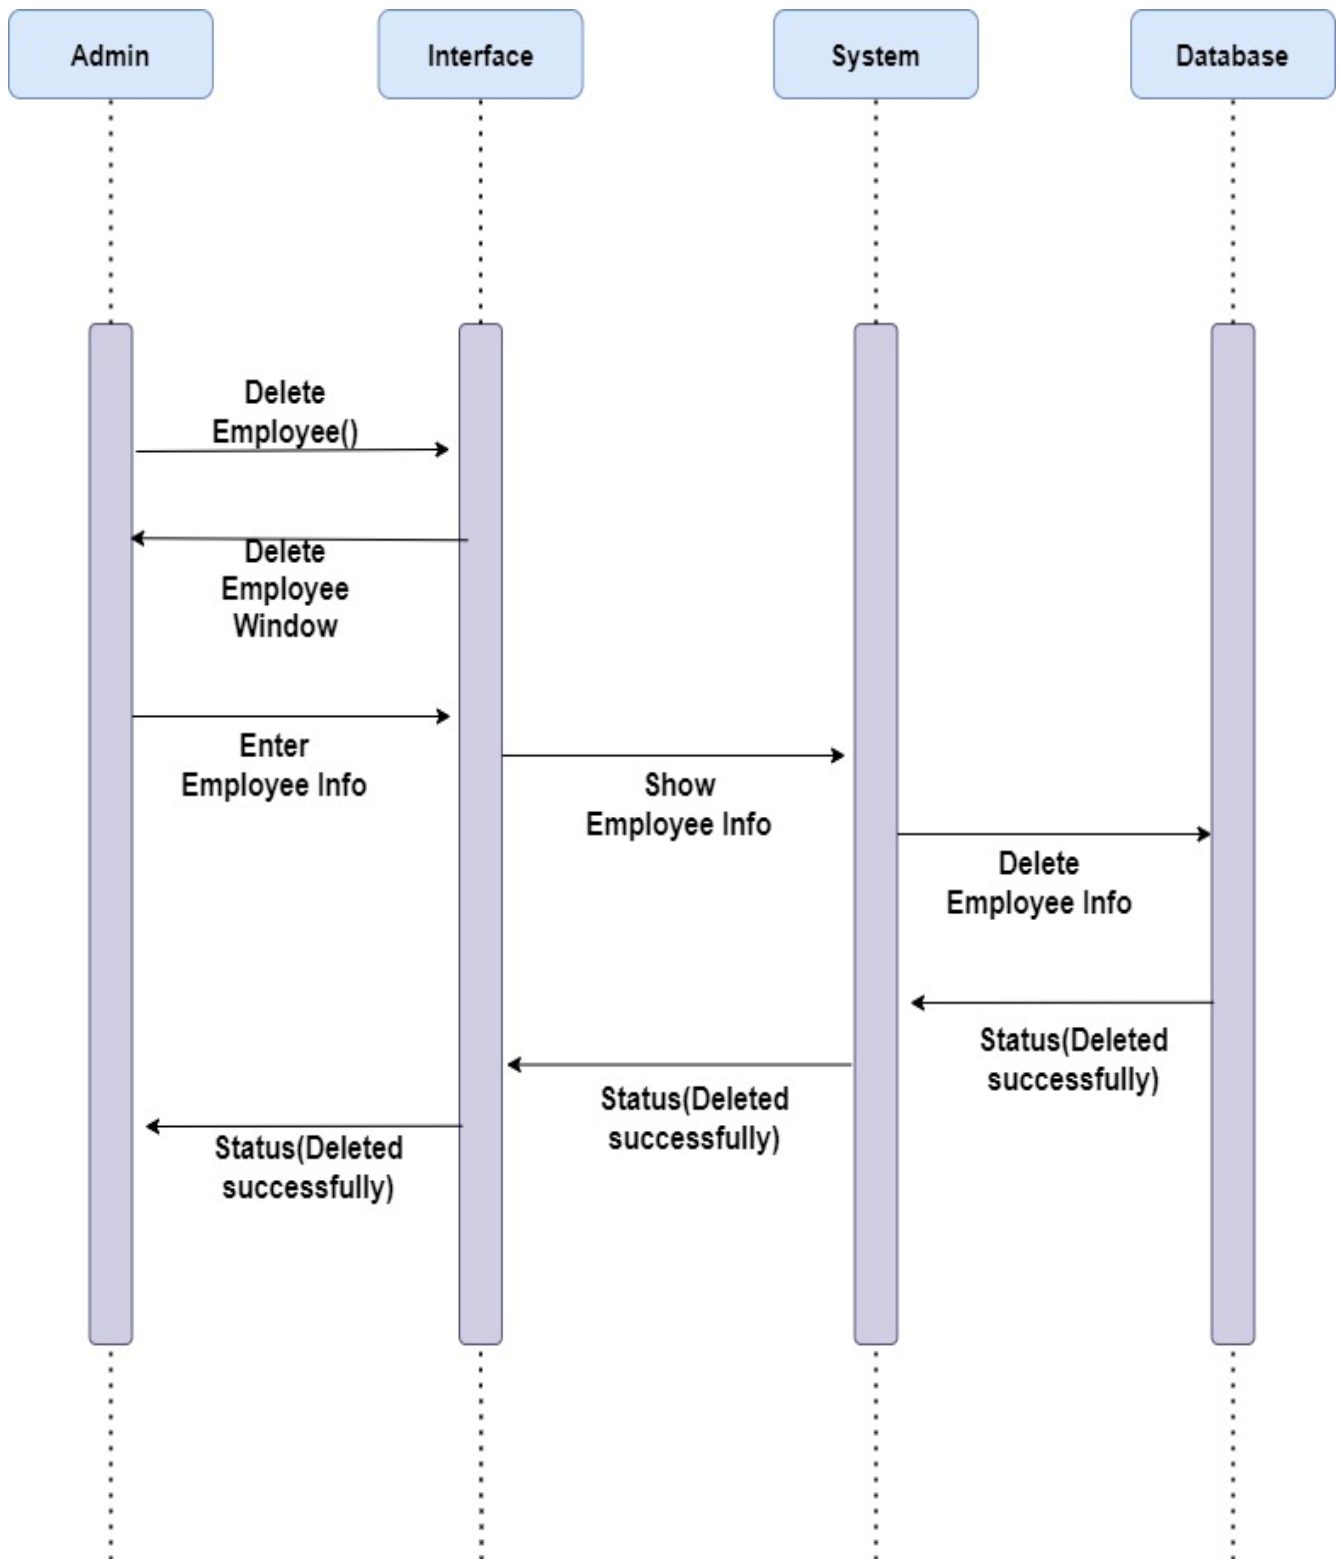 Admin
Interface
System
Database
Delete
Employee()
Delete
Employee
Window
Enter
Employee Info
Show
Employee Info
Delete
Employee Info
Status(Deleted
successfully)
Status(Deleted
successfully)
Status(Deleted
successfully)